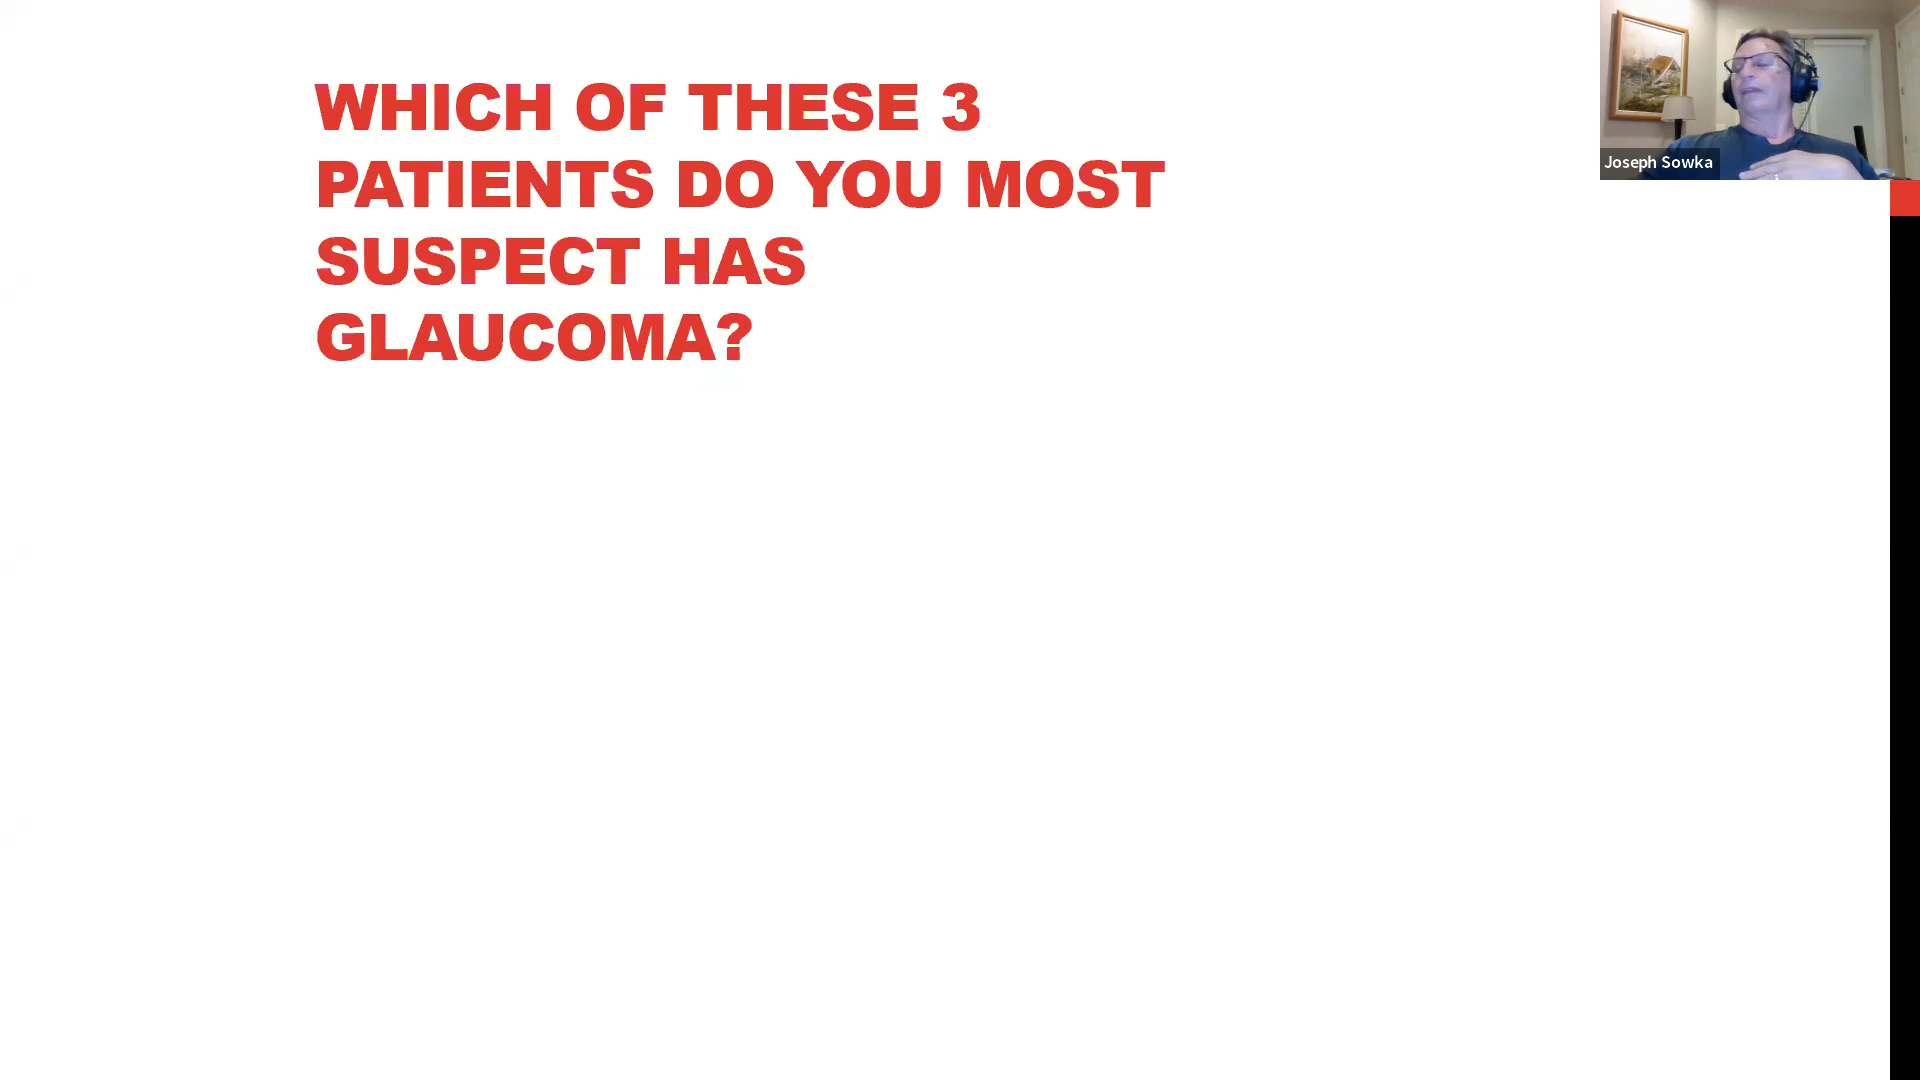 WHICH OF THESE 3
PATIENTS DO YOU MOST
SUSPECT HAS
GLAUCOMA?
Joseph Sowka